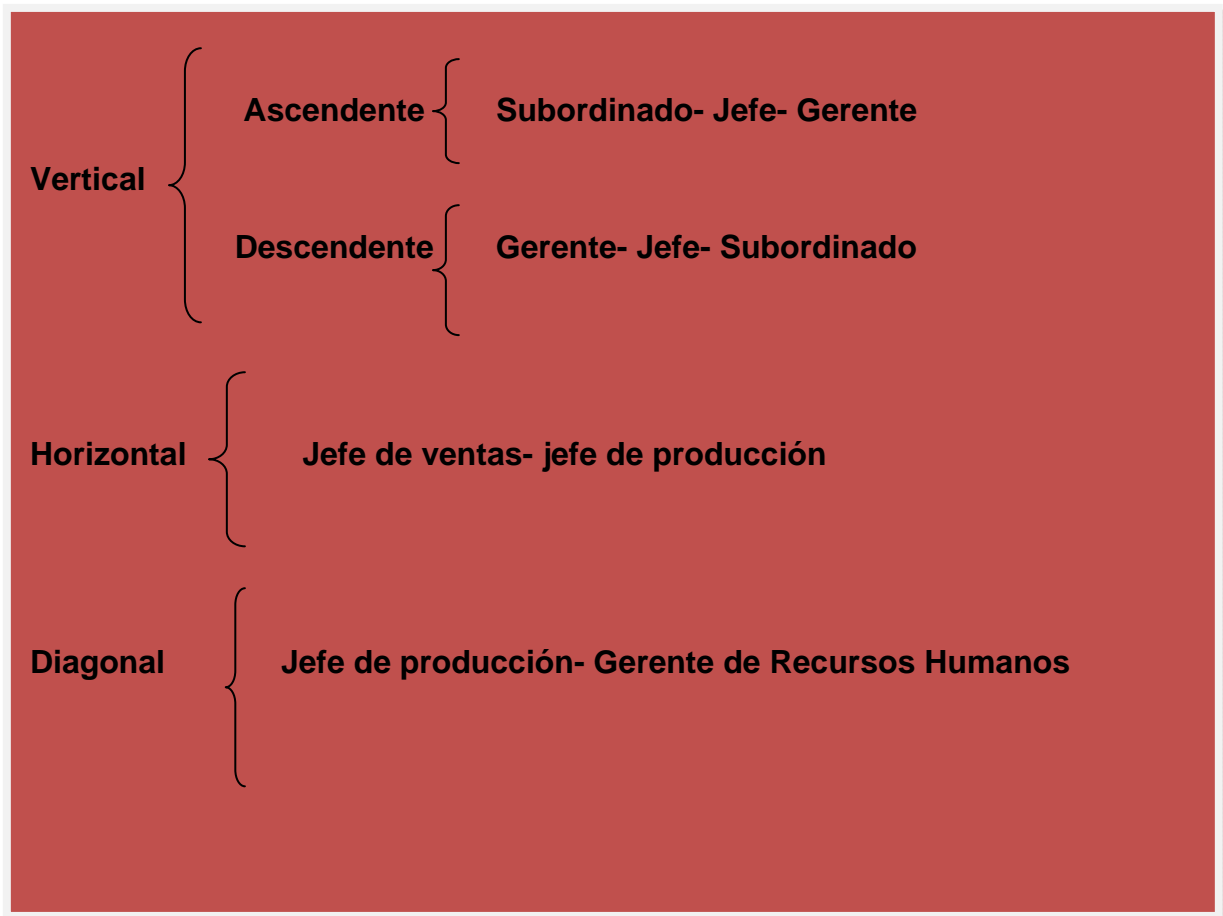 Ascendente Subordinado- Jefe- Gerente
Vertical
Descendente Gerente- Jefe- Subordinado
Horizontal Jefe de ventas- jefe de producción
Diagonal Jefe de producción- Gerente de Recursos Humanos